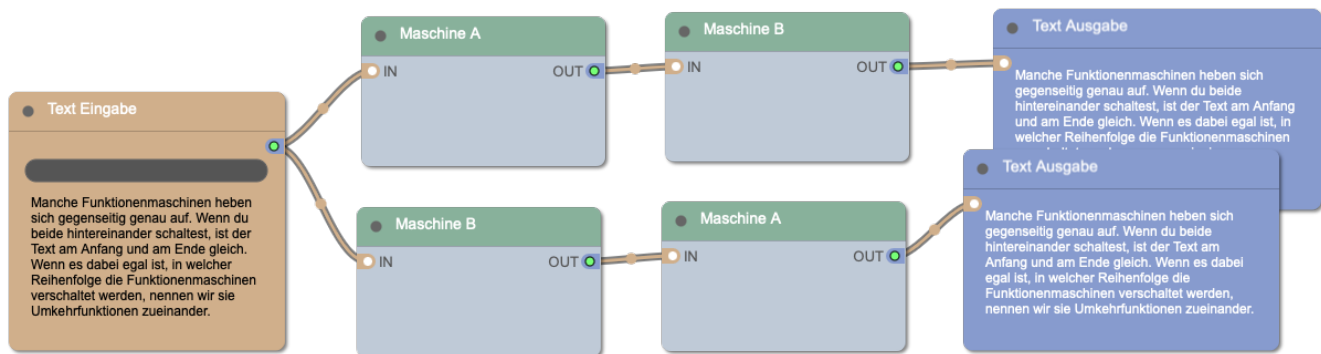 Text Eingabe
Manche Funktionenmaschinen heben
sich gegenseitig genau auf. Wenn du
beide hintereinander schaltest, ist der
Text am Anfang und am Ende gleich.
Wenn es dabei egal ist, in welcher
Reihenfolge die Funktionenmaschinen
verschaltet werden, nennen wir sie
Umkehrfunktionen zueinander.
Maschine A
IN
OUT
Maschine B
IN
OUT
Text Ausgabe
Manche Funktionenmaschinen heben sich
gegenseitig genau auf. Wenn du beide
hintereinander schaltest, ist der Text am Anfang
und am Ende gleich. Wenn es dabei egal ist, in
welcher Reihenfolge die Funktionenmaschinen
Maschine B
IN
OUT
Maschine A
IN
OUT
Text Ausgabe
Manche Funktionenmaschinen heben sich
gegenseitig genau auf. Wenn du beide
hintereinander schaltest, ist der Text am
Anfang und am Ende gleich. Wenn es dabei
egal ist, in welcher Reihenfolge die
Funktionenmaschinen verschaltet werden,
nennen wir sie Umkehrfunktionen zueinander.